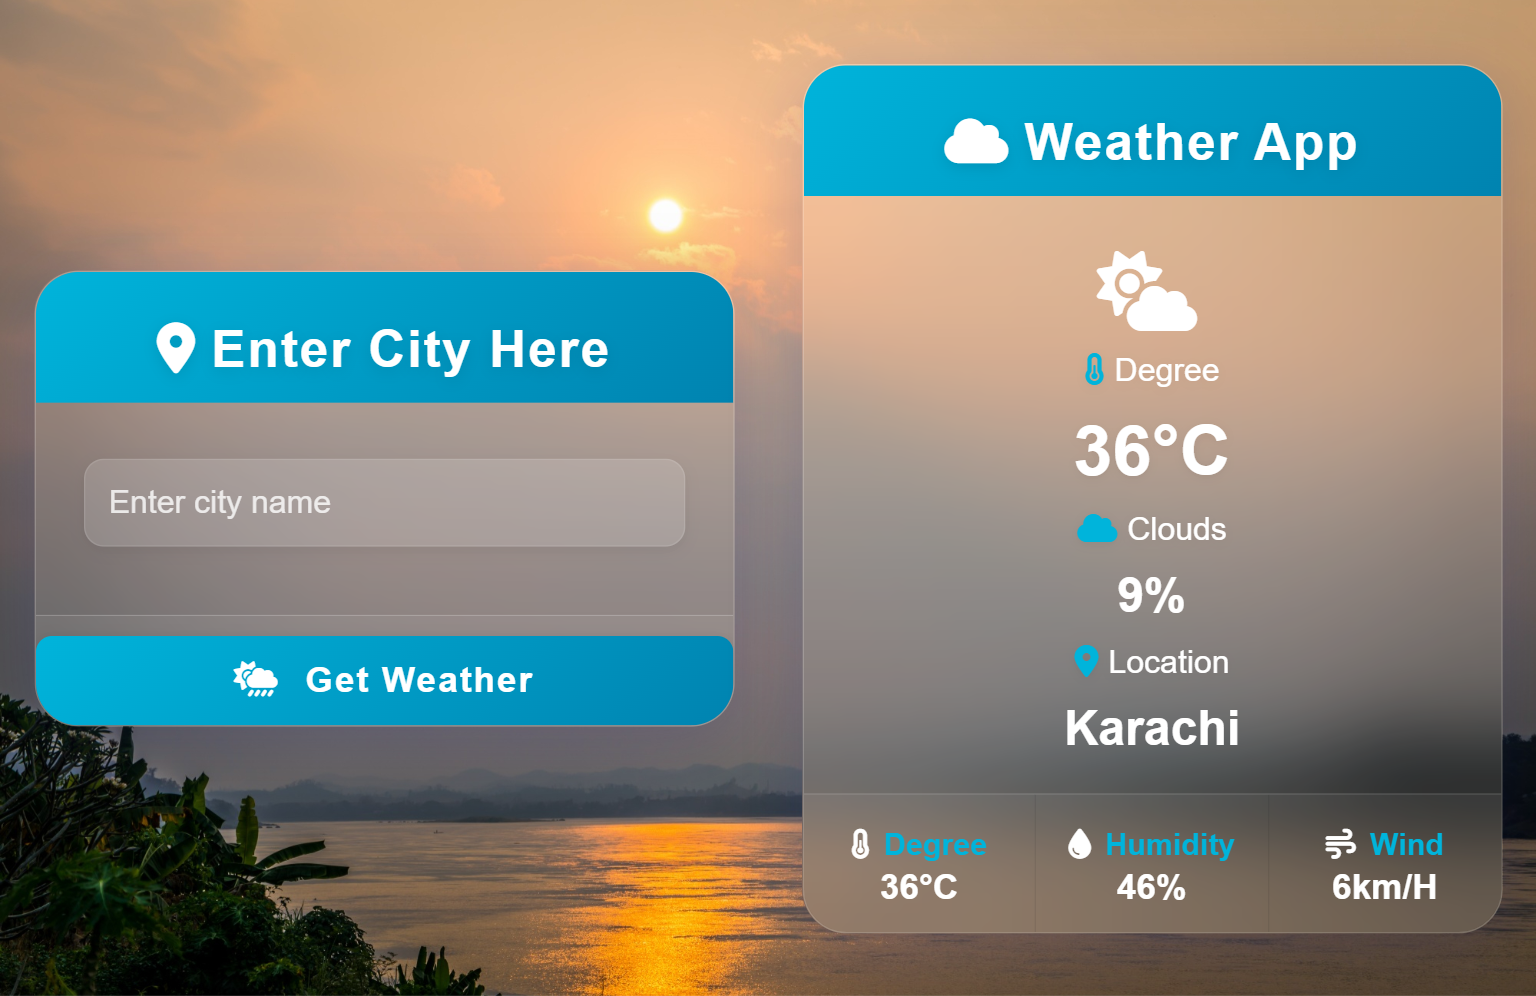 Enter City Here
Enter city name
Get Weather
Weather App
Degree
36°C
Clouds
9%
Location
Karachi
Degree
36°C
Humidity
46%
Wind
6km/H